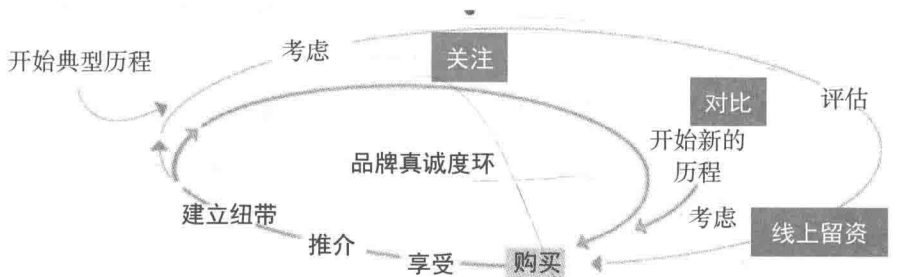 考虑
关注
开始典型历程
对比
评估
开始新的
历程
品牌真诚度环
建立纽带
考虑
线上留资
推介
享受
购买